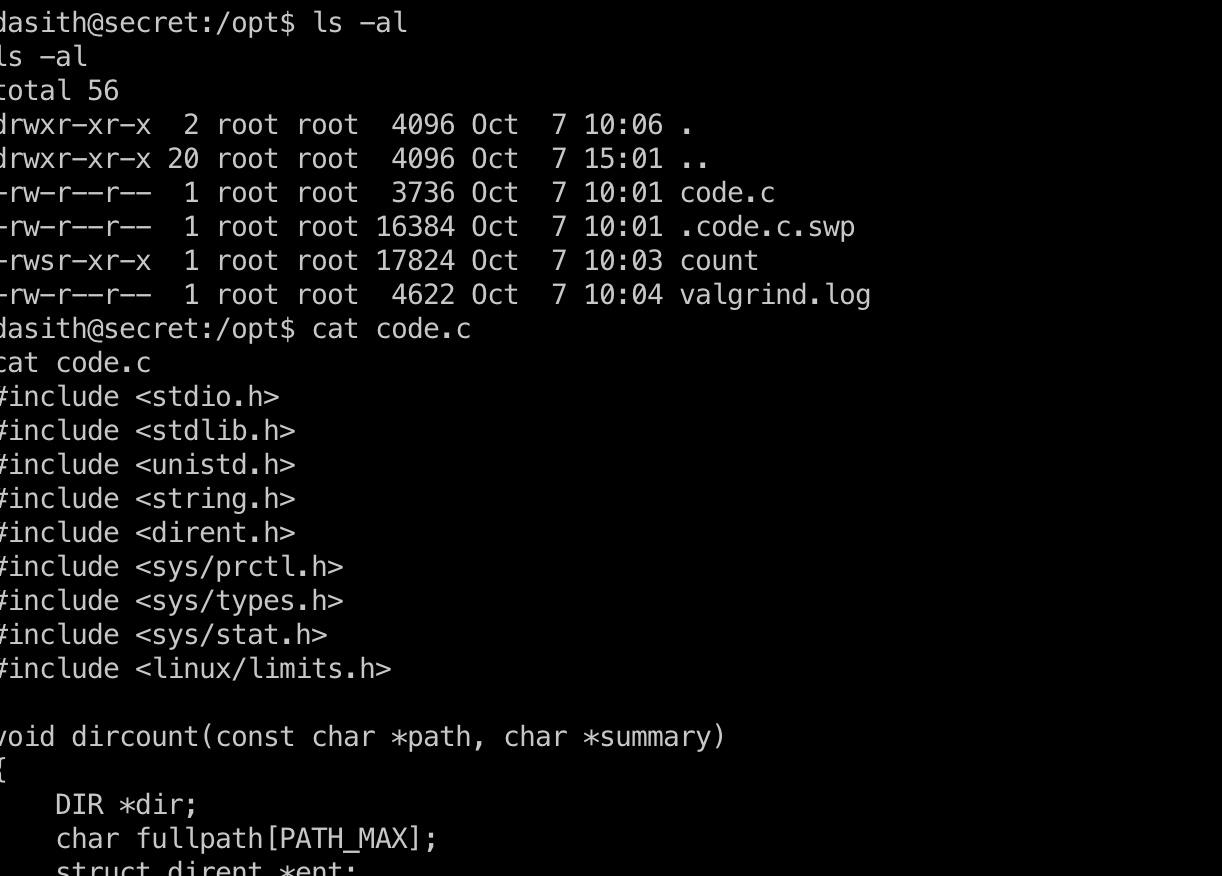 dasith@secret:/opt$ ls -al
ls -al
total 56
drwxr-xr-x  2 root root  4096 Oct  7 10:06 .
drwxr-xr-x 20 root root  4096 Oct  7 15:01 ..
-rw-r--r--  1 root root  3736 Oct  7 10:01 code.c
-rw-r--r--  1 root root 16384 Oct  7 10:01 .code.c.swp
-rwsr-xr-x  1 root root 17824 Oct  7 10:03 count
-rw-r--r--  1 root root  4622 Oct  7 10:04 valgrind.log
dasith@secret:/opt$ cat code.c
cat code.c
#include <stdio.h>
#include <stdlib.h>
#include <unistd.h>
#include <string.h>
#include <dirent.h>
#include <sys/prctl.h>
#include <sys/types.h>
#include <sys/stat.h>
#include <linux/limits.h>

void dircount(const char *path, char *summary)
{
    DIR *dir;
    char fullpath[PATH_MAX];
    struct dirent *ent;